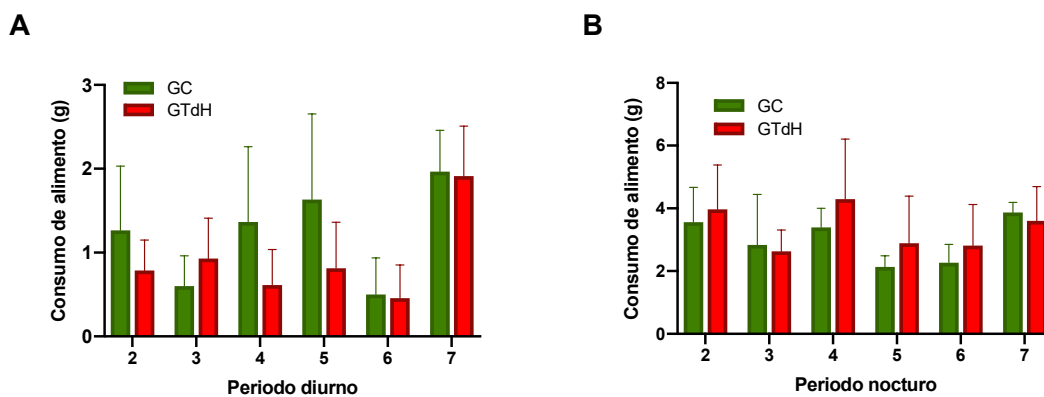 A
Consumo de alimento (g)
3
2
1
0
GC
GTdH
2 3 4 5 6 7
Periodo diurno
B
Consumo de alimento (g)
8
6
4
2
0
GC
GTdH
2 3 4 5 6 7
Periodo nocturo